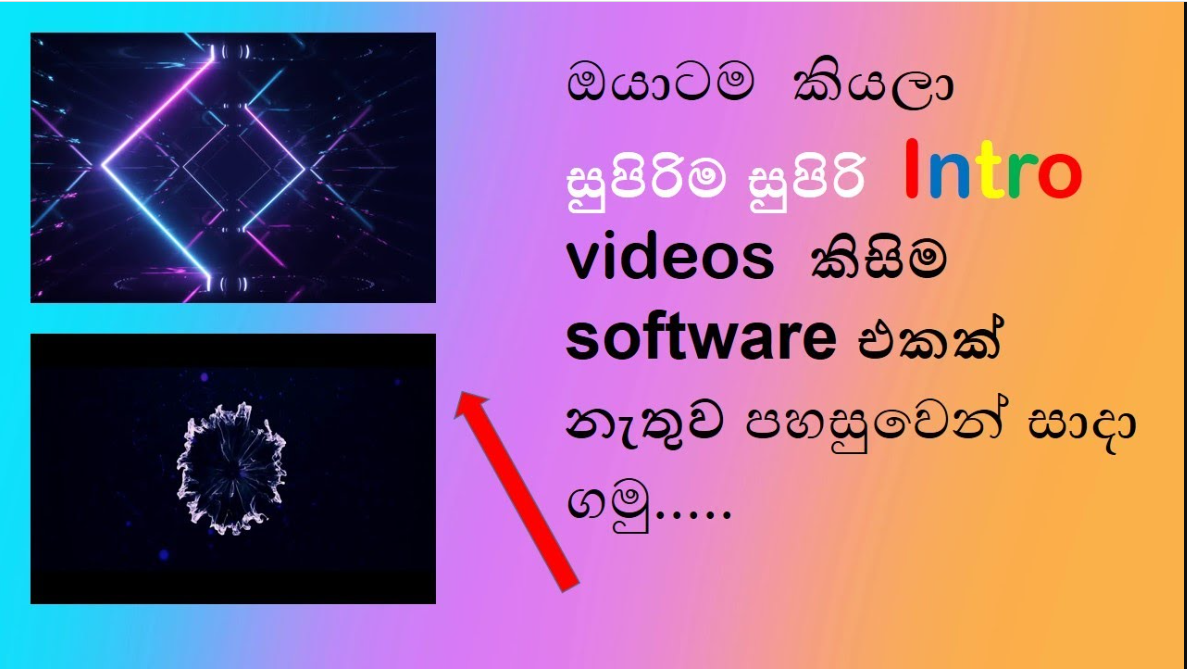 ඔයාටම කියලා
සුපිරිම සුපිරි Intro
videos කිසිම
software එකක්
නැතුව පහසුවෙන් සාදා
ගමු.....